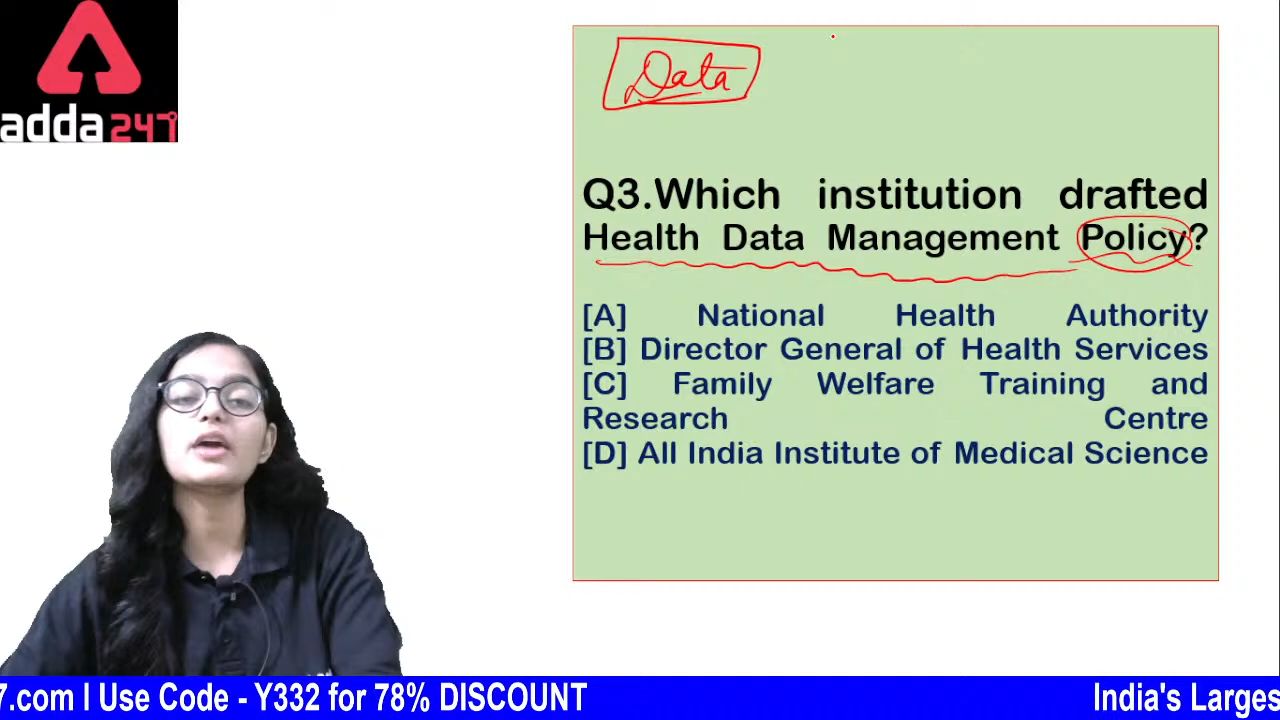 adda247
Data
Q3.Which institution drafted
Health Data Management Policy?
[A] National Health Authority
[B] Director General of Health Services
[C] Family Welfare Training and
Research Centre
[D] All India Institute of Medical Science
7.com I Use Code - Y332 for 78% DISCOUNT India's Larges